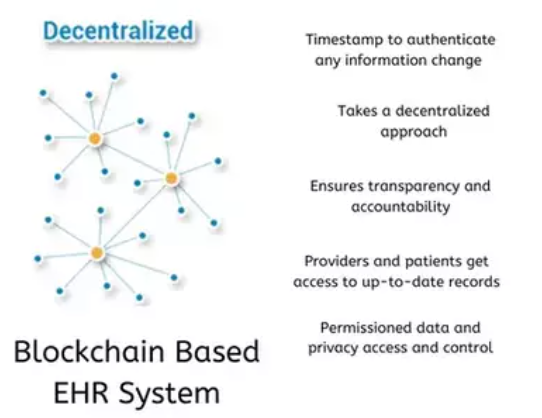 Decentralized
Timestamp to authenticate
any information change
Takes a decentralized
approach
Ensures transparency and
accountability
Providers and patients get
access to up-to-date records
Permissioned data and
privacy access and control
Blockchain Based
EHR System